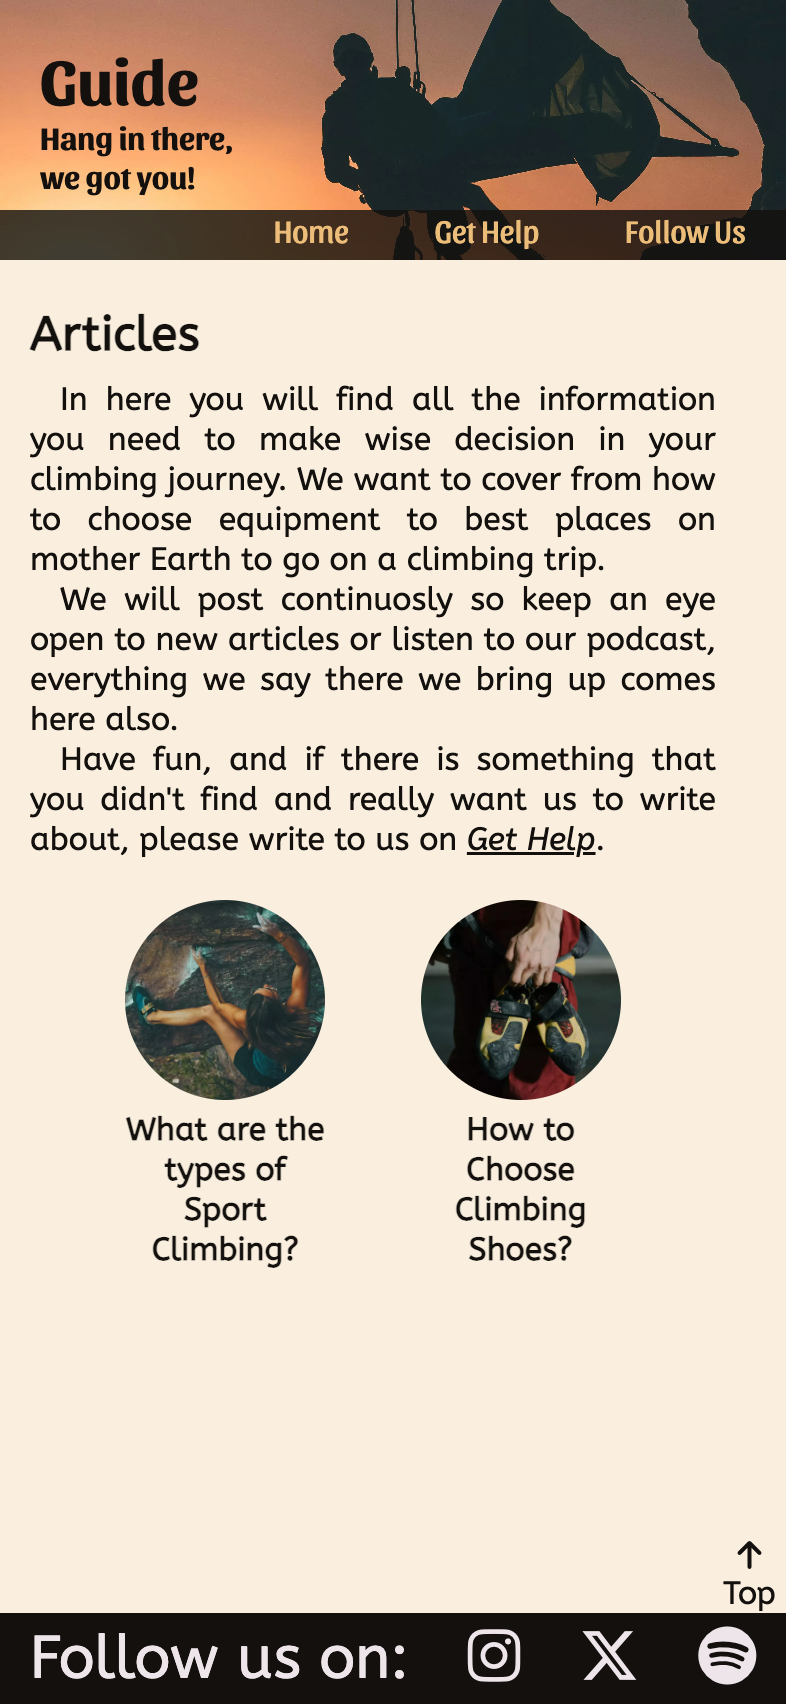 Guide
Hang in there,
we got you!
Home Get Help Follow Us
Articles
In here you will find all the information
you need to make wise decision in your
climbing journey. We want to cover from how
to choose equipment to best places on
mother Earth to go on a climbing trip.
We will post continuosly so keep an eye
open to new articles or listen to our podcast,
everything we say there we bring up comes
here also.
Have fun, and if there is something that
you didn't find and really want us to write
about, please write to us on Get Help.
What are the
types of
Sport
Climbing?
How to
Choose
Climbing
Shoes?
Top
Follow us on: